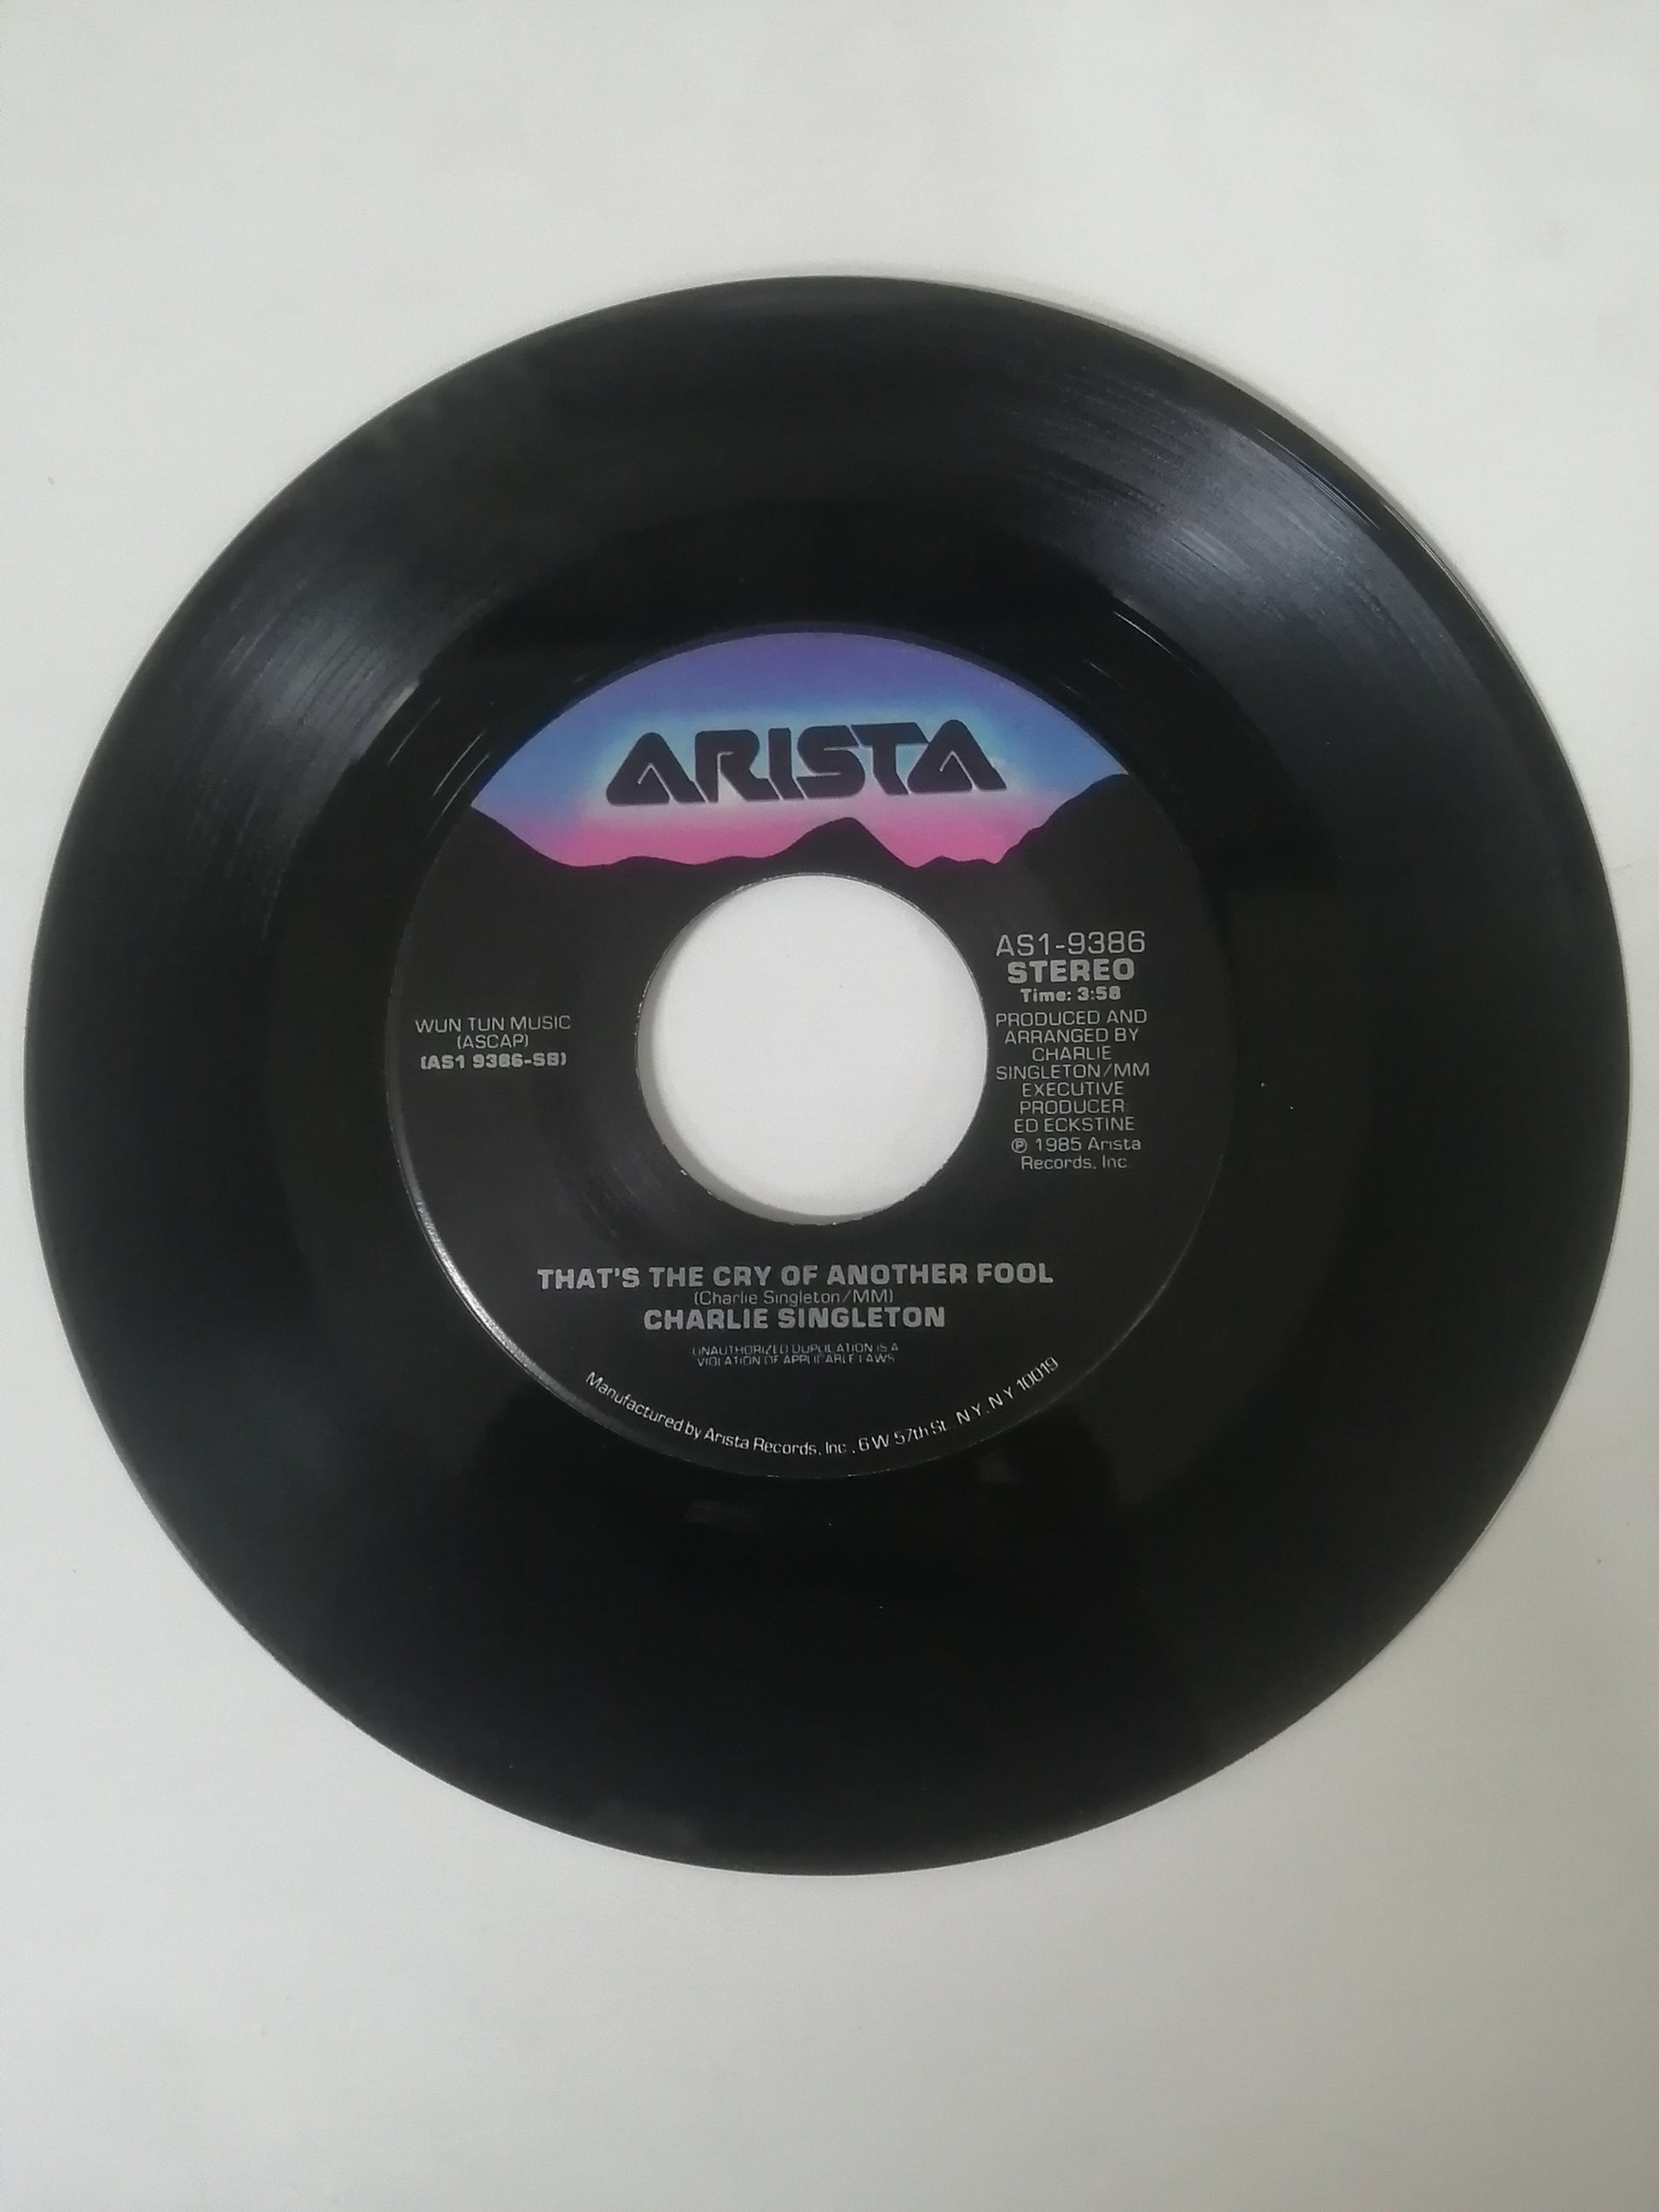 ARISTA
WUN TUN MUSIC
(ASCAP)
(AS1 9386-SB)
AS1-9386
STEREO
Time: 3:58
PRODUCED AND
ARRANGED BY
CHARLIE
SINGLETON/MM
EXECUTIVE
PRODUCER:
ED ECKSTINE
℗ 1985 Arista
Records, Inc.
THAT'S THE CRY OF ANOTHER FOOL
(Charlie Singleton/MM)
CHARLIE SINGLETON
UNAUTHORIZED DUPLICATION IS A
VIOLATION OF APPLICABLE LAWS
Manufactured by Arista Records, Inc., 6 W 57th St., N.Y., N.Y. 10019